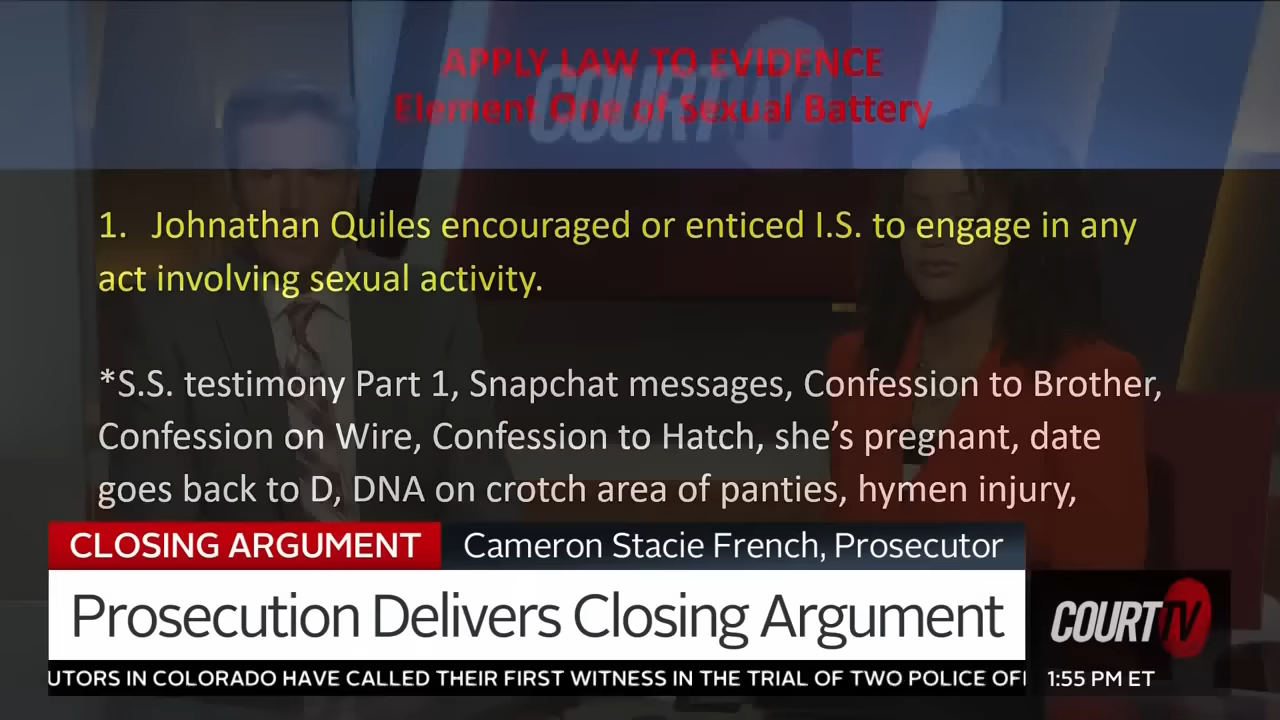 APPLY LAW TO EVIDENCE
Element One of Sexual Battery
COURT TV
1. Johnathan Quiles encouraged or enticed I.S. to engage in any
act involving sexual activity.
*S.S. testimony Part 1, Snapchat messages, Confession to Brother,
Confession on Wire, Confession to Hatch, she's pregnant, date
goes back to D, DNA on crotch area of panties, hymen injury,
CLOSING ARGUMENT Cameron Stacie French, Prosecutor
Prosecution Delivers Closing Argument
COURT TV
UTORS IN COLORADO HAVE CALLED THEIR FIRST WITNESS IN THE TRIAL OF TWO POLICE OFI 1:55 PM ET